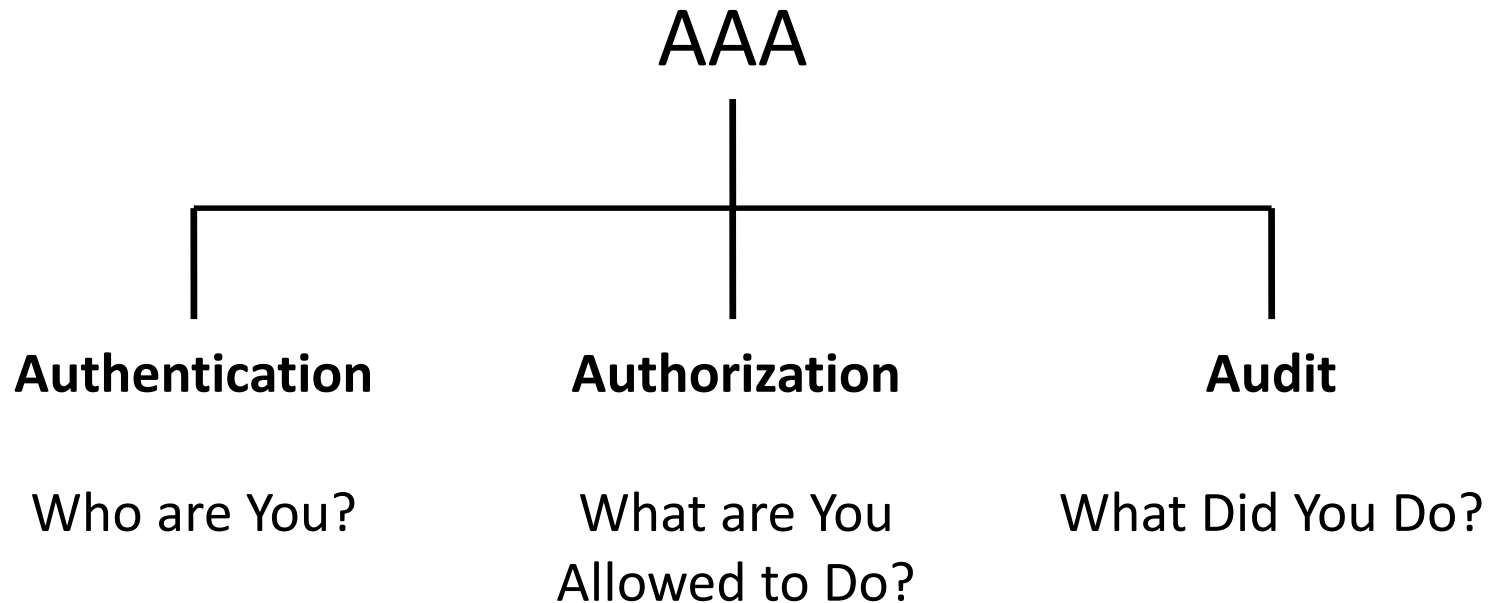 AAA
Authentication
Authorization
Audit
Who are You?
What are You
Allowed to Do?
What Did You Do?